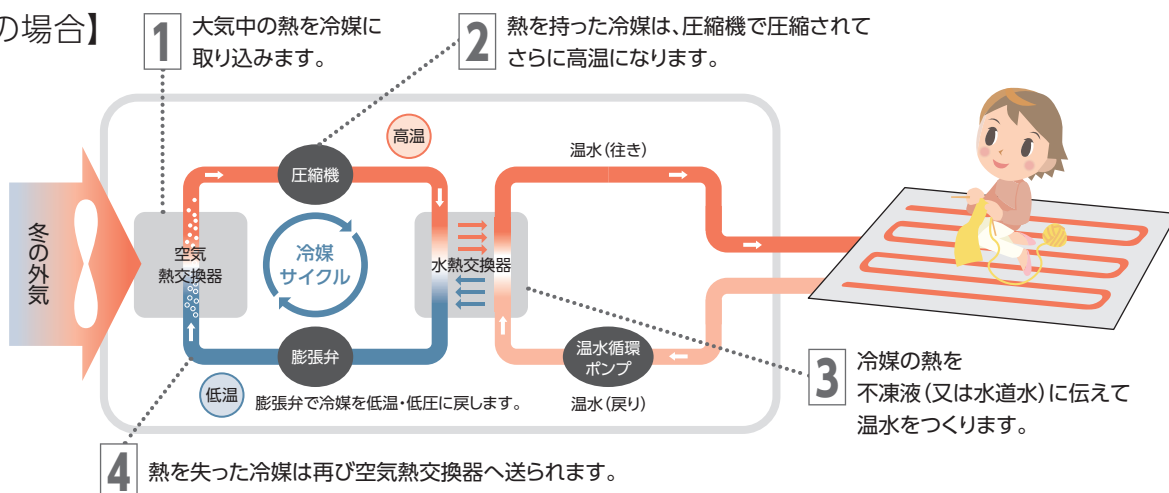 の場合】
1
大気中の熱を冷媒に
取り込みます。
2
熱を持った冷媒は、圧縮機で圧縮されて
さらに高温になります。
高温
圧縮機
温水（往き）
冬の外気
空気
熱交換器
冷媒
サイクル
水熱交換器
膨張弁
温水循環
ポンプ
低温
膨張弁で冷媒を低温・低圧に戻します。
温水（戻り）
3
冷媒の熱を
不凍液（又は水道水）に伝えて
温水をつくります。
4
熱を失った冷媒は再び空気熱交換器へ送られます。